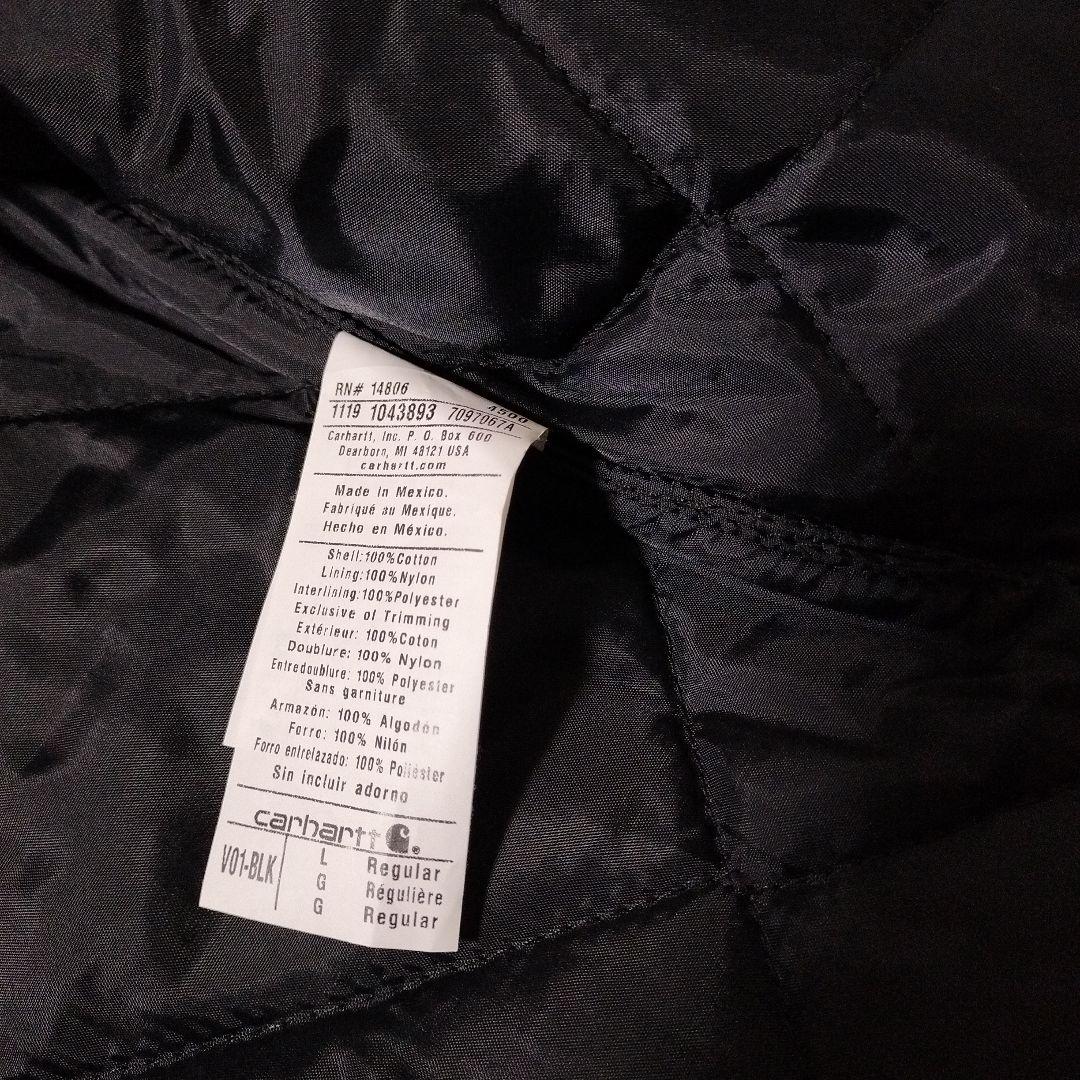 RN# 14806
1119 1043893 7097067A 4500
Carhartt, Inc. P. O. Box 600
Dearborn, MI 48121 USA
carhartt.com
Made in Mexico.
Fabriqué au Mexique.
Hecho en México.
Shell:100%Cotton
Lining:100%Nylon
Interlining:100%Polyester
Exclusive of Trimming
Extérieur: 100%Coton
Doublure: 100% Nylon
Entredoublure: 100% Polyester
Sans garniture
Armazón: 100% Algodón
Forro: 100% Nilón
Forro entrelazado: 100% Poliéster
Sin incluir adorno
carhartt
V01-BLK L Regular
G Régulière
G Regular